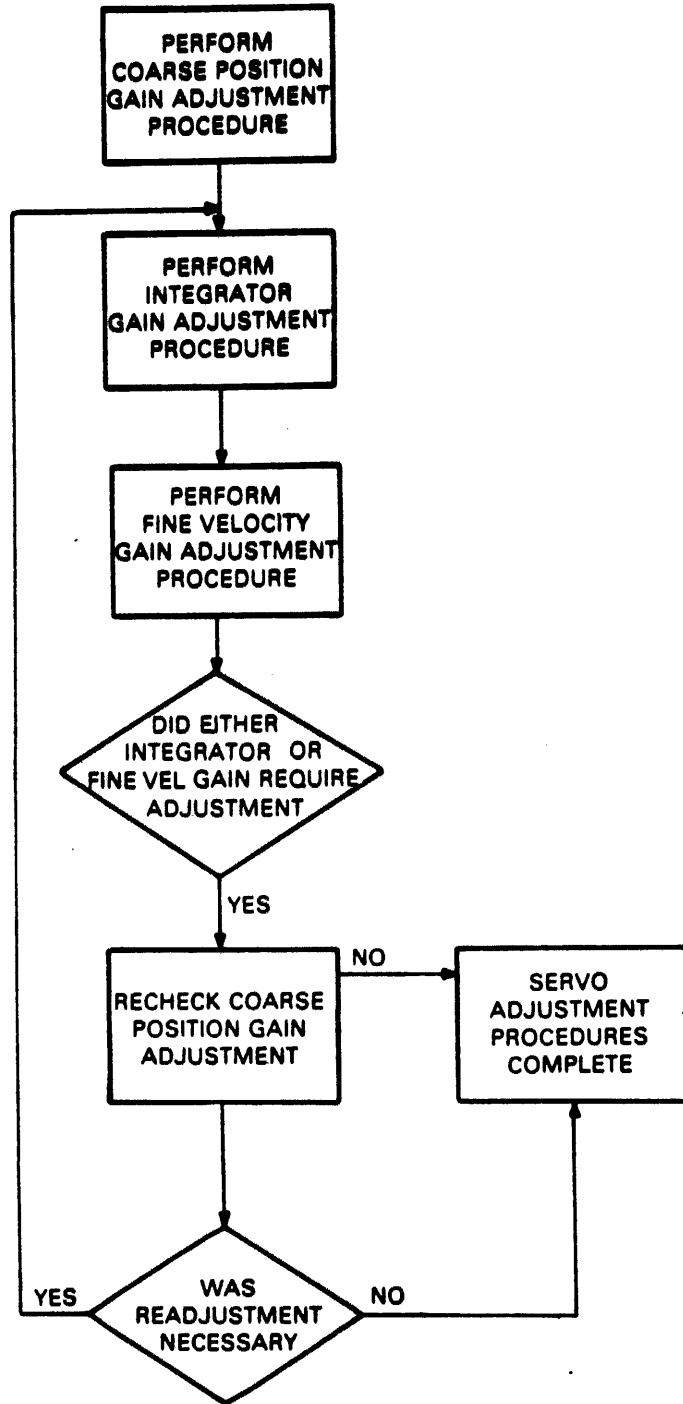 PERFORM
COARSE POSITION
GAIN ADJUSTMENT
PROCEDURE
PERFORM
INTEGRATOR
GAIN ADJUSTMENT
PROCEDURE
PERFORM
FINE VELOCITY
GAIN ADJUSTMENT
PROCEDURE
DID EITHER
INTEGRATOR OR
FINE VEL GAIN REQUIRE
ADJUSTMENT
YES
RECHECK COARSE
POSITION GAIN
ADJUSTMENT
NO
SERVO
ADJUSTMENT
PROCEDURES
COMPLETE
YES
WAS
READJUSTMENT
NECESSARY
NO